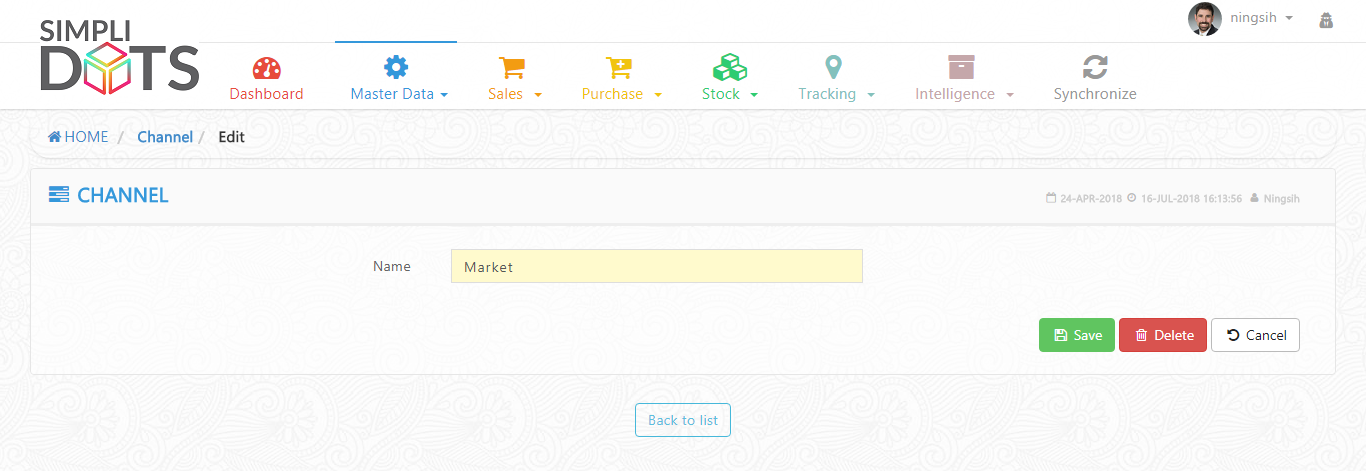 SIMPLI
DOTS
ningsih
Dashboard Master Data Sales Purchase Stock Tracking Intelligence Synchronize
HOME / Channel / Edit
CHANNEL
24-APR-2018 16-JUL-2018 16:13:56 Ningsih
Name Market
Save Delete Cancel
Back to list